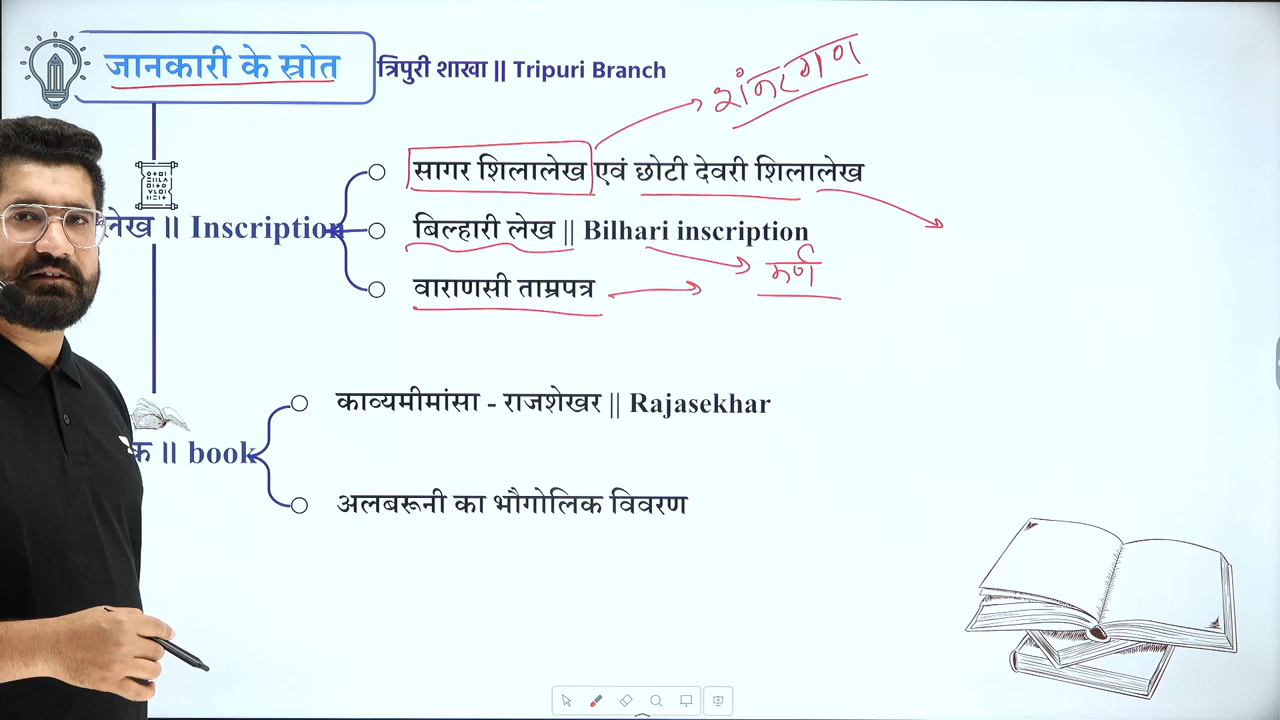 जानकारी के स्रोत
त्रिपुरी शाखा || Tripuri Branch
शंकरगण
सागर शिलालेख एवं छोटी देवरी शिलालेख
लेख || Inscription
बिल्हारी लेख || Bilhari inscription
कर्ण
वाराणसी ताम्रपत्र
काव्यमीमांसा - राजशेखर || Rajasekhar
क || book
अलबरूनी का भौगोलिक विवरण